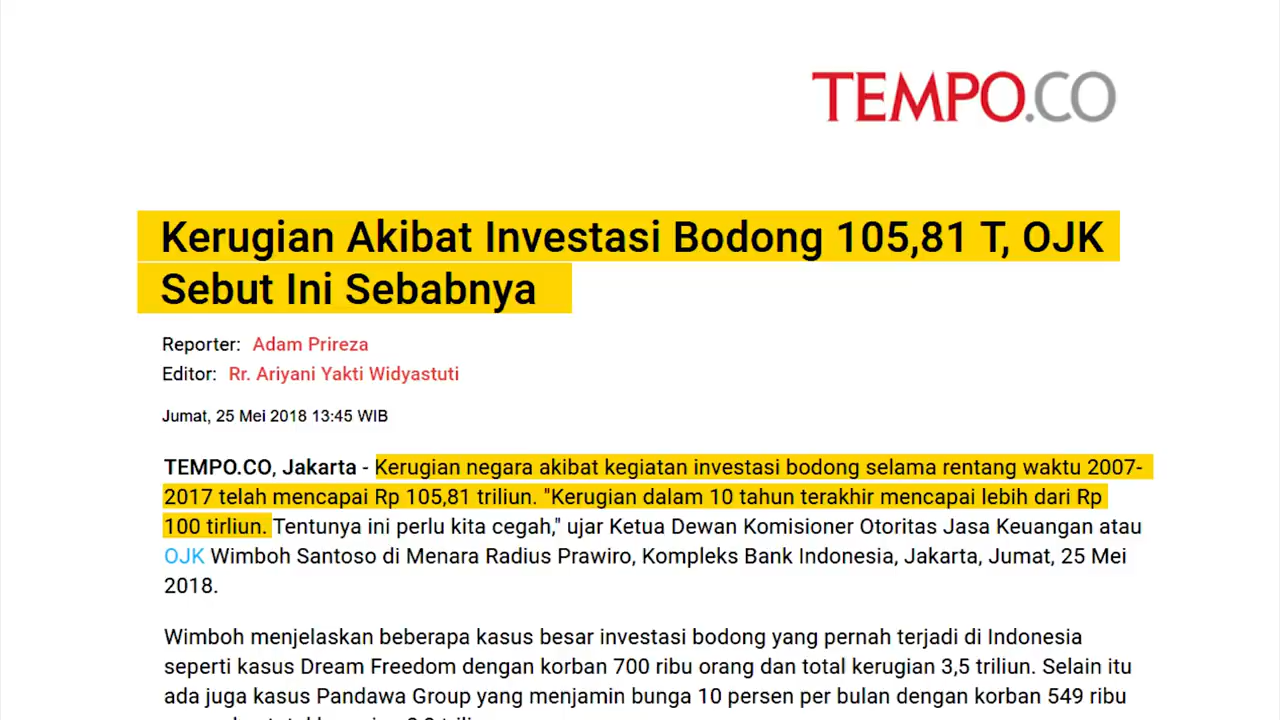 TEMPO.CO
Kerugian Akibat Investasi Bodong 105,81 T, OJK
Sebut Ini Sebabnya
Reporter: Adam Prireza
Editor: Rr. Ariyani Yakti Widyastuti
Jumat, 25 Mei 2018 13:45 WIB
TEMPO.CO, Jakarta - Kerugian negara akibat kegiatan investasi bodong selama rentang waktu 2007-
2017 telah mencapai Rp 105,81 triliun. "Kerugian dalam 10 tahun terakhir mencapai lebih dari Rp
100 tirliun. Tentunya ini perlu kita cegah," ujar Ketua Dewan Komisioner Otoritas Jasa Keuangan atau
OJK Wimboh Santoso di Menara Radius Prawiro, Kompleks Bank Indonesia, Jakarta, Jumat, 25 Mei
2018.
Wimboh menjelaskan beberapa kasus besar investasi bodong yang pernah terjadi di Indonesia
seperti kasus Dream Freedom dengan korban 700 ribu orang dan total kerugian 3,5 triliun. Selain itu
ada juga kasus Pandawa Group yang menjamin bunga 10 persen per bulan dengan korban 549 ribu